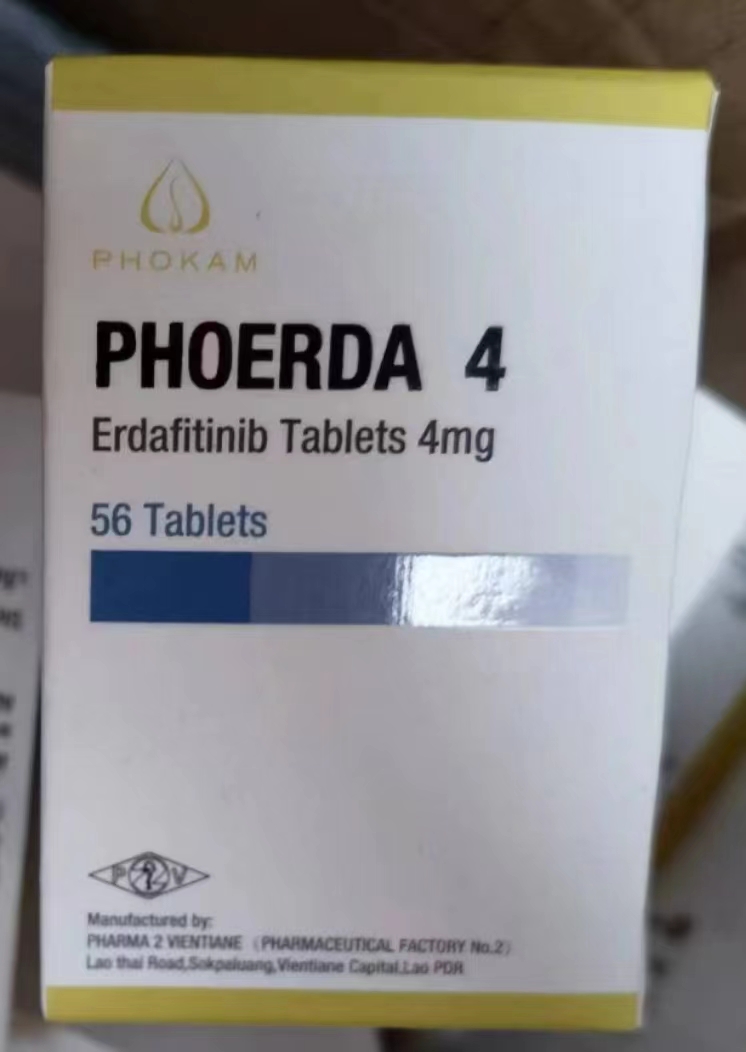 PHOKAM
PHOERDA 4
Erdafitinib Tablets 4mg
56 Tablets
P V
Manufactured by:
PHARMA 2 VIENTIANE (PHARMACEUTICAL FACTORY No.2)
Lao thai Road,Sokpaluang,Vientiane Capital.Lao PDR